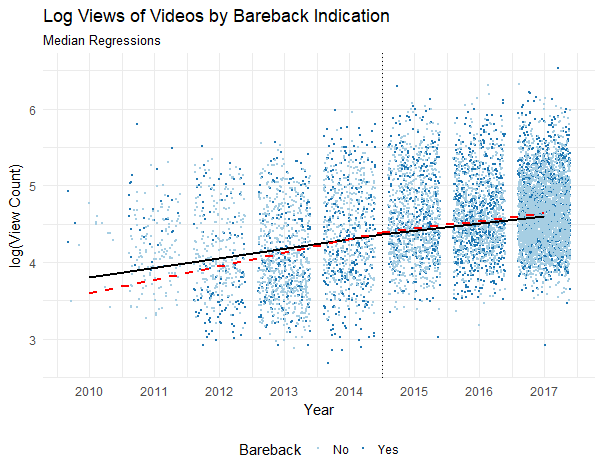 Log Views of Videos by Bareback Indication
Median Regressions
log(View Count)
6
5
4
3
2010 2011 2012 2013 2014 2015 2016 2017
Year
Bareback No Yes